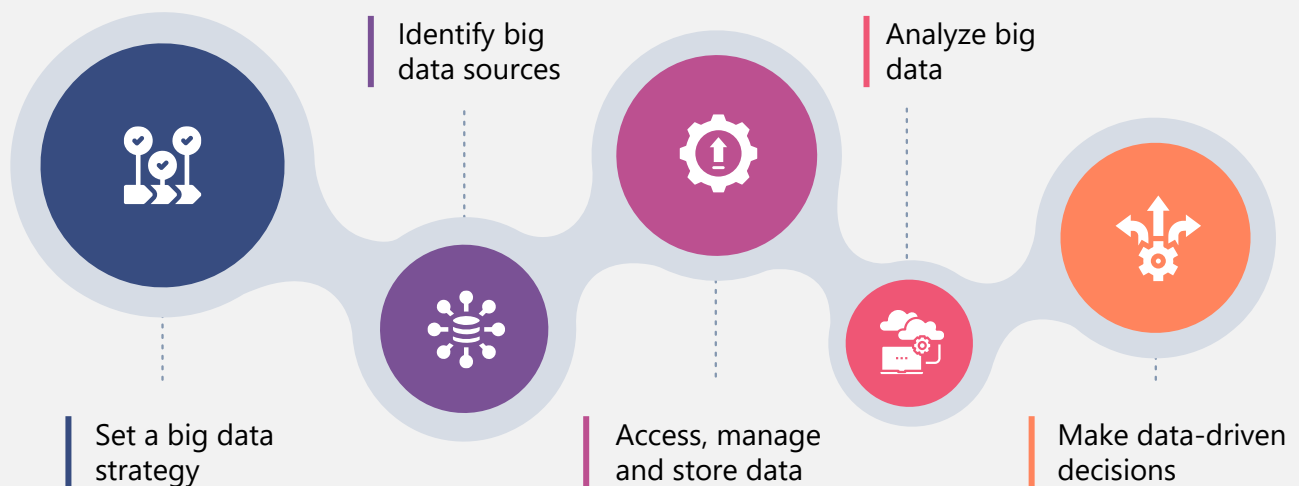 Set a big data
strategy
Identify big
data sources
Access, manage
and store data
Analyze big
data
Make data-driven
decisions